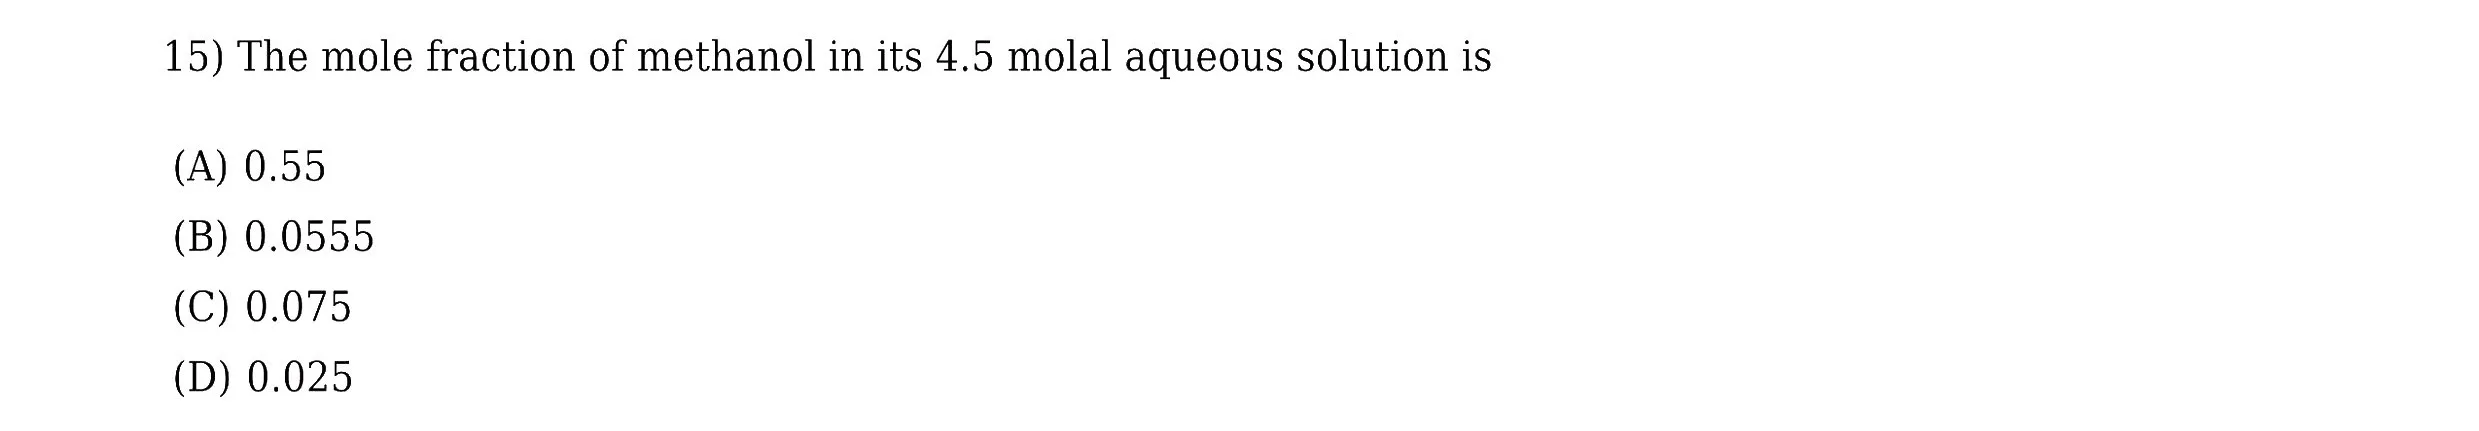 15) The mole fraction of methanol in its 4.5 molal aqueous solution is
(A) 0.55
(B) 0.0555
(C) 0.075
(D) 0.025